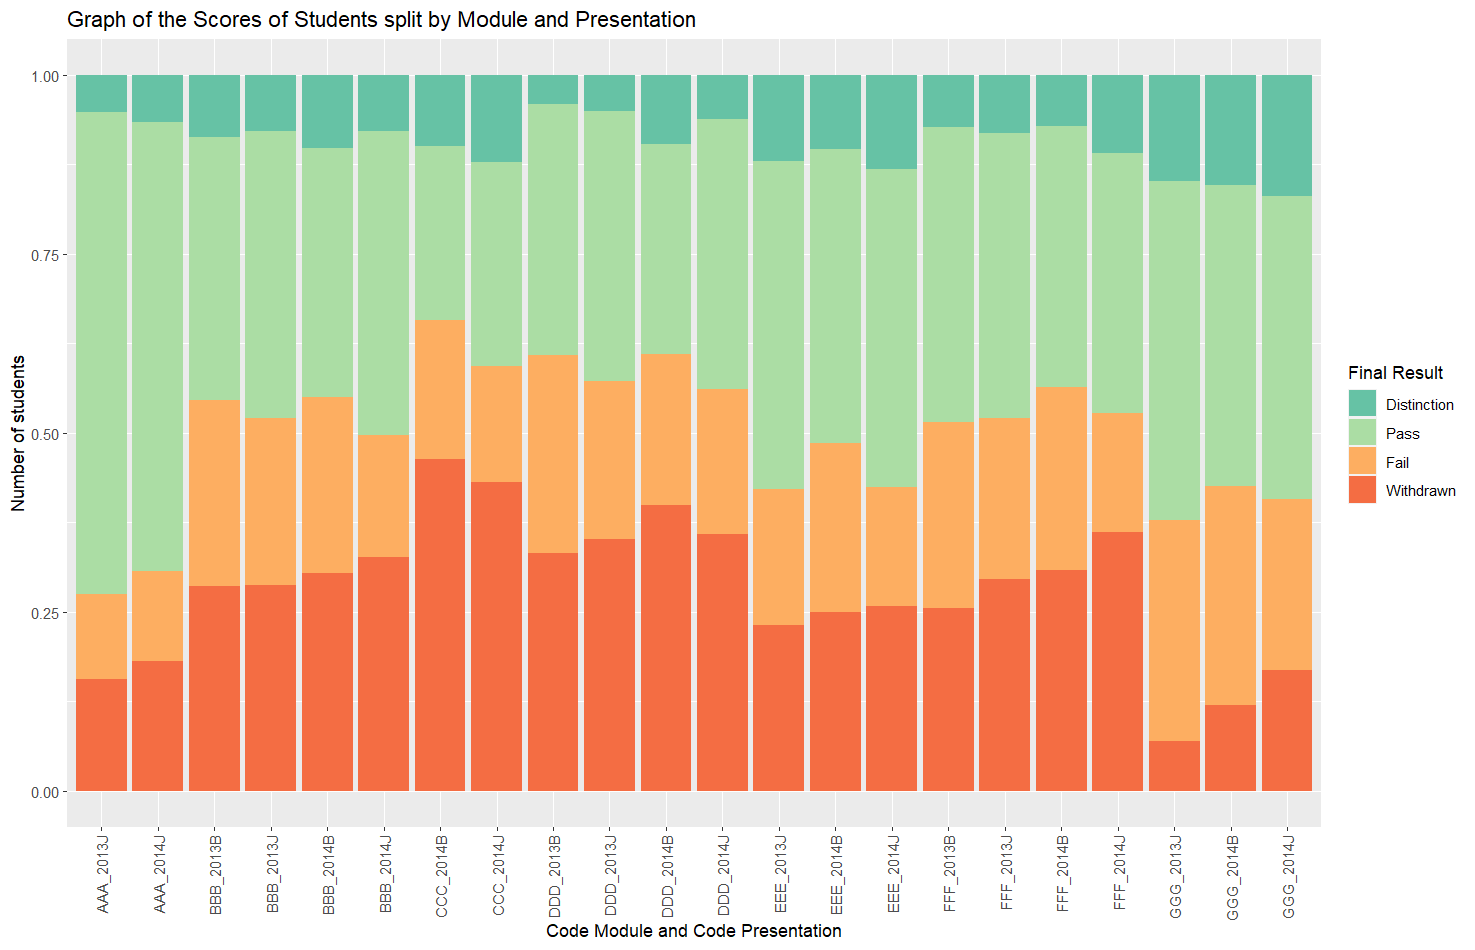 Graph of the Scores of Students split by Module and Presentation
Number of students
1.00
0.75
0.50
0.25
0.00
AAA_2013J
AAA_2014J
BBB_2013B
BBB_2013J
BBB_2014B
BBB_2014J
CCC_2014B
CCC_2014J
DDD_2013B
DDD_2013J
DDD_2014B
DDD_2014J
EEE_2013J
EEE_2014B
EEE_2014J
FFF_2013B
FFF_2013J
FFF_2014B
FFF_2014J
GGG_2013J
GGG_2014B
GGG_2014J
Code Module and Code Presentation
Final Result
Distinction
Pass
Fail
Withdrawn